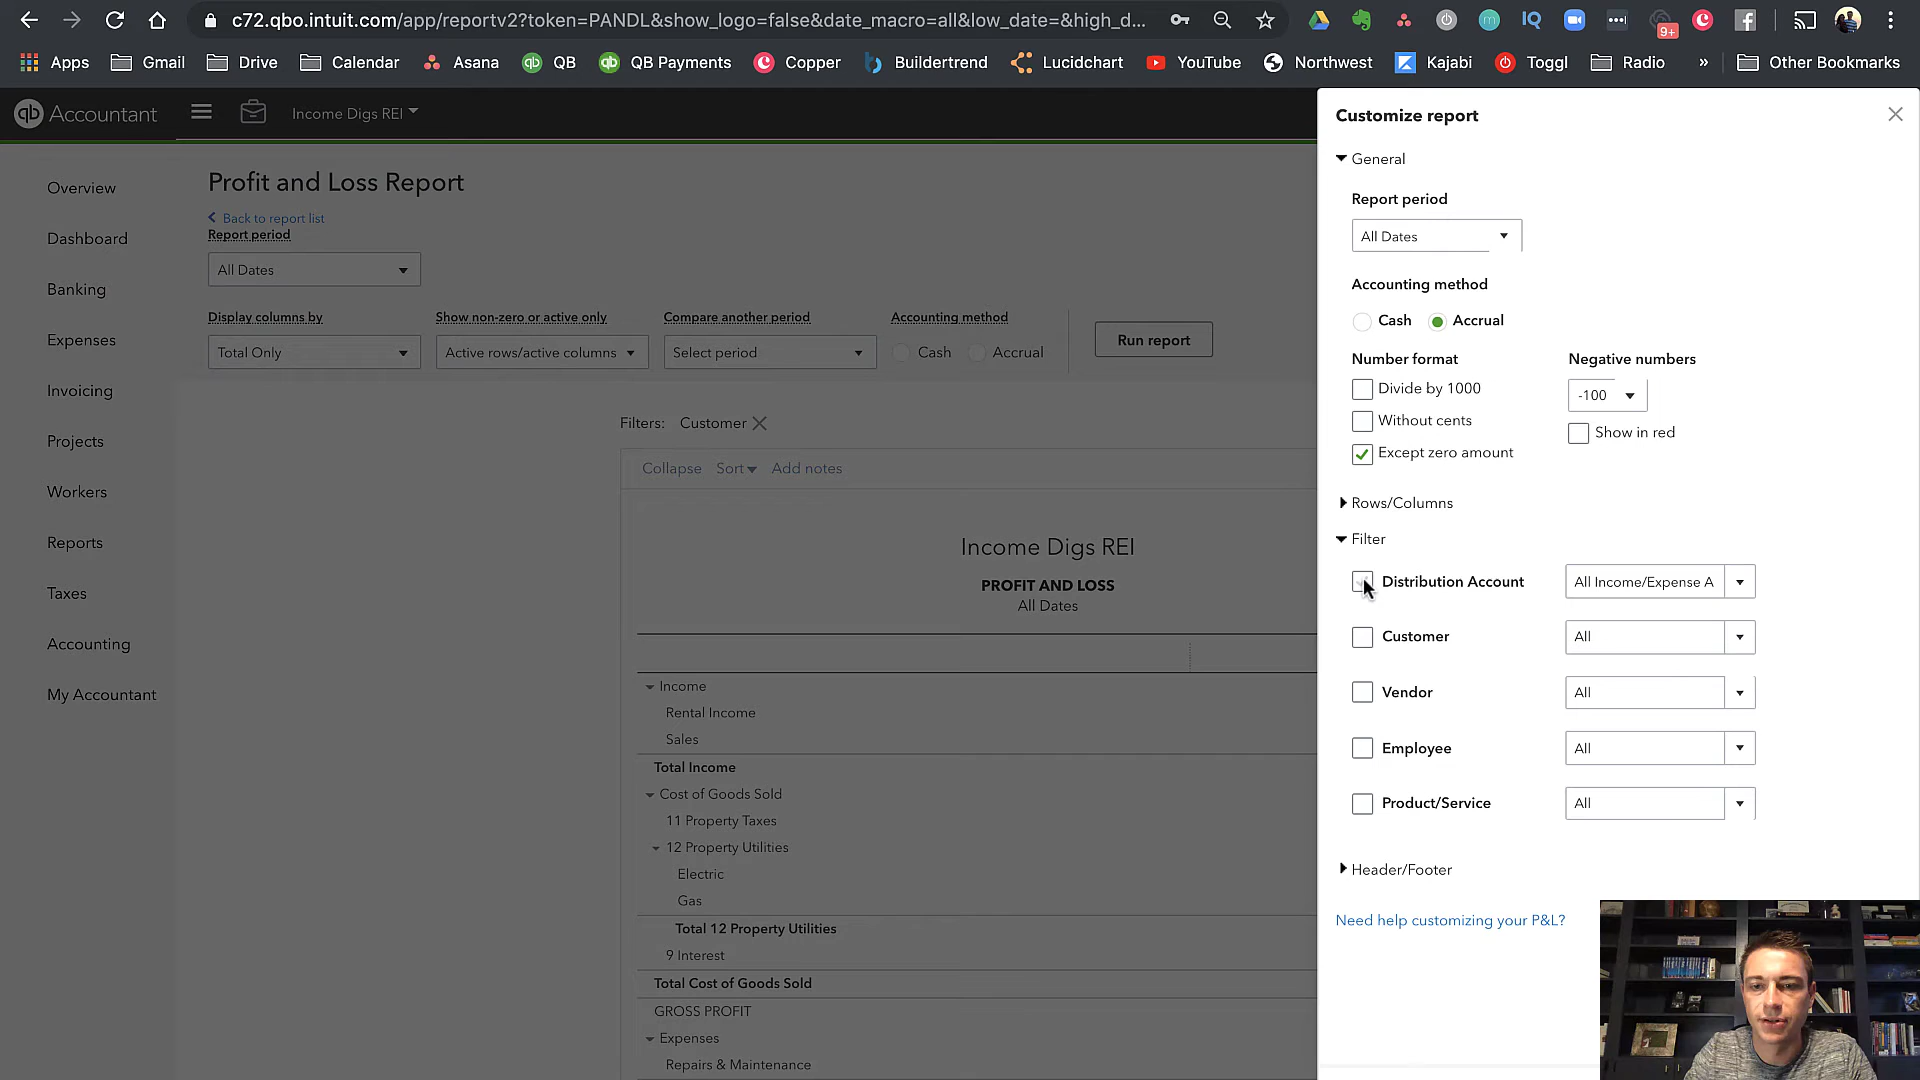 c72.qbo.intuit.com/app/reportv2?token=PANDL&show_logo=false&date_macro=all&low_date=&high_d...
IQ
9+
Apps Gmail Drive Calendar Asana QB QB Payments Copper Buildertrend Lucidchart YouTube Northwest Kajabi Toggl Radio » Other Bookmarks
qb Accountant
Income Digs REI
Overview
Dashboard
Banking
Expenses
Invoicing
Projects
Workers
Reports
Taxes
Accounting
My Accountant
Profit and Loss Report
Back to report list
Report period
All Dates
Display columns by Show non-zero or active only Compare another period Accounting method
Total Only Active rows/active columns Select period Cash Accrual Run report
Filters: Customer
Collapse Sort Add notes
Income Digs REI
PROFIT AND LOSS
All Dates
Income
Rental Income
Sales
Total Income
Cost of Goods Sold
11 Property Taxes
12 Property Utilities
Electric
Gas
Total 12 Property Utilities
9 Interest
Total Cost of Goods Sold
GROSS PROFIT
Expenses
Repairs & Maintenance
Customize report
General
Report period
All Dates
Accounting method
Cash Accrual
Number format Negative numbers
Divide by 1000 -100
Without cents Show in red
Except zero amount
Rows/Columns
Filter
Distribution Account All Income/Expense A
Customer All
Vendor All
Employee All
Product/Service All
Header/Footer
Need help customizing your P&L?